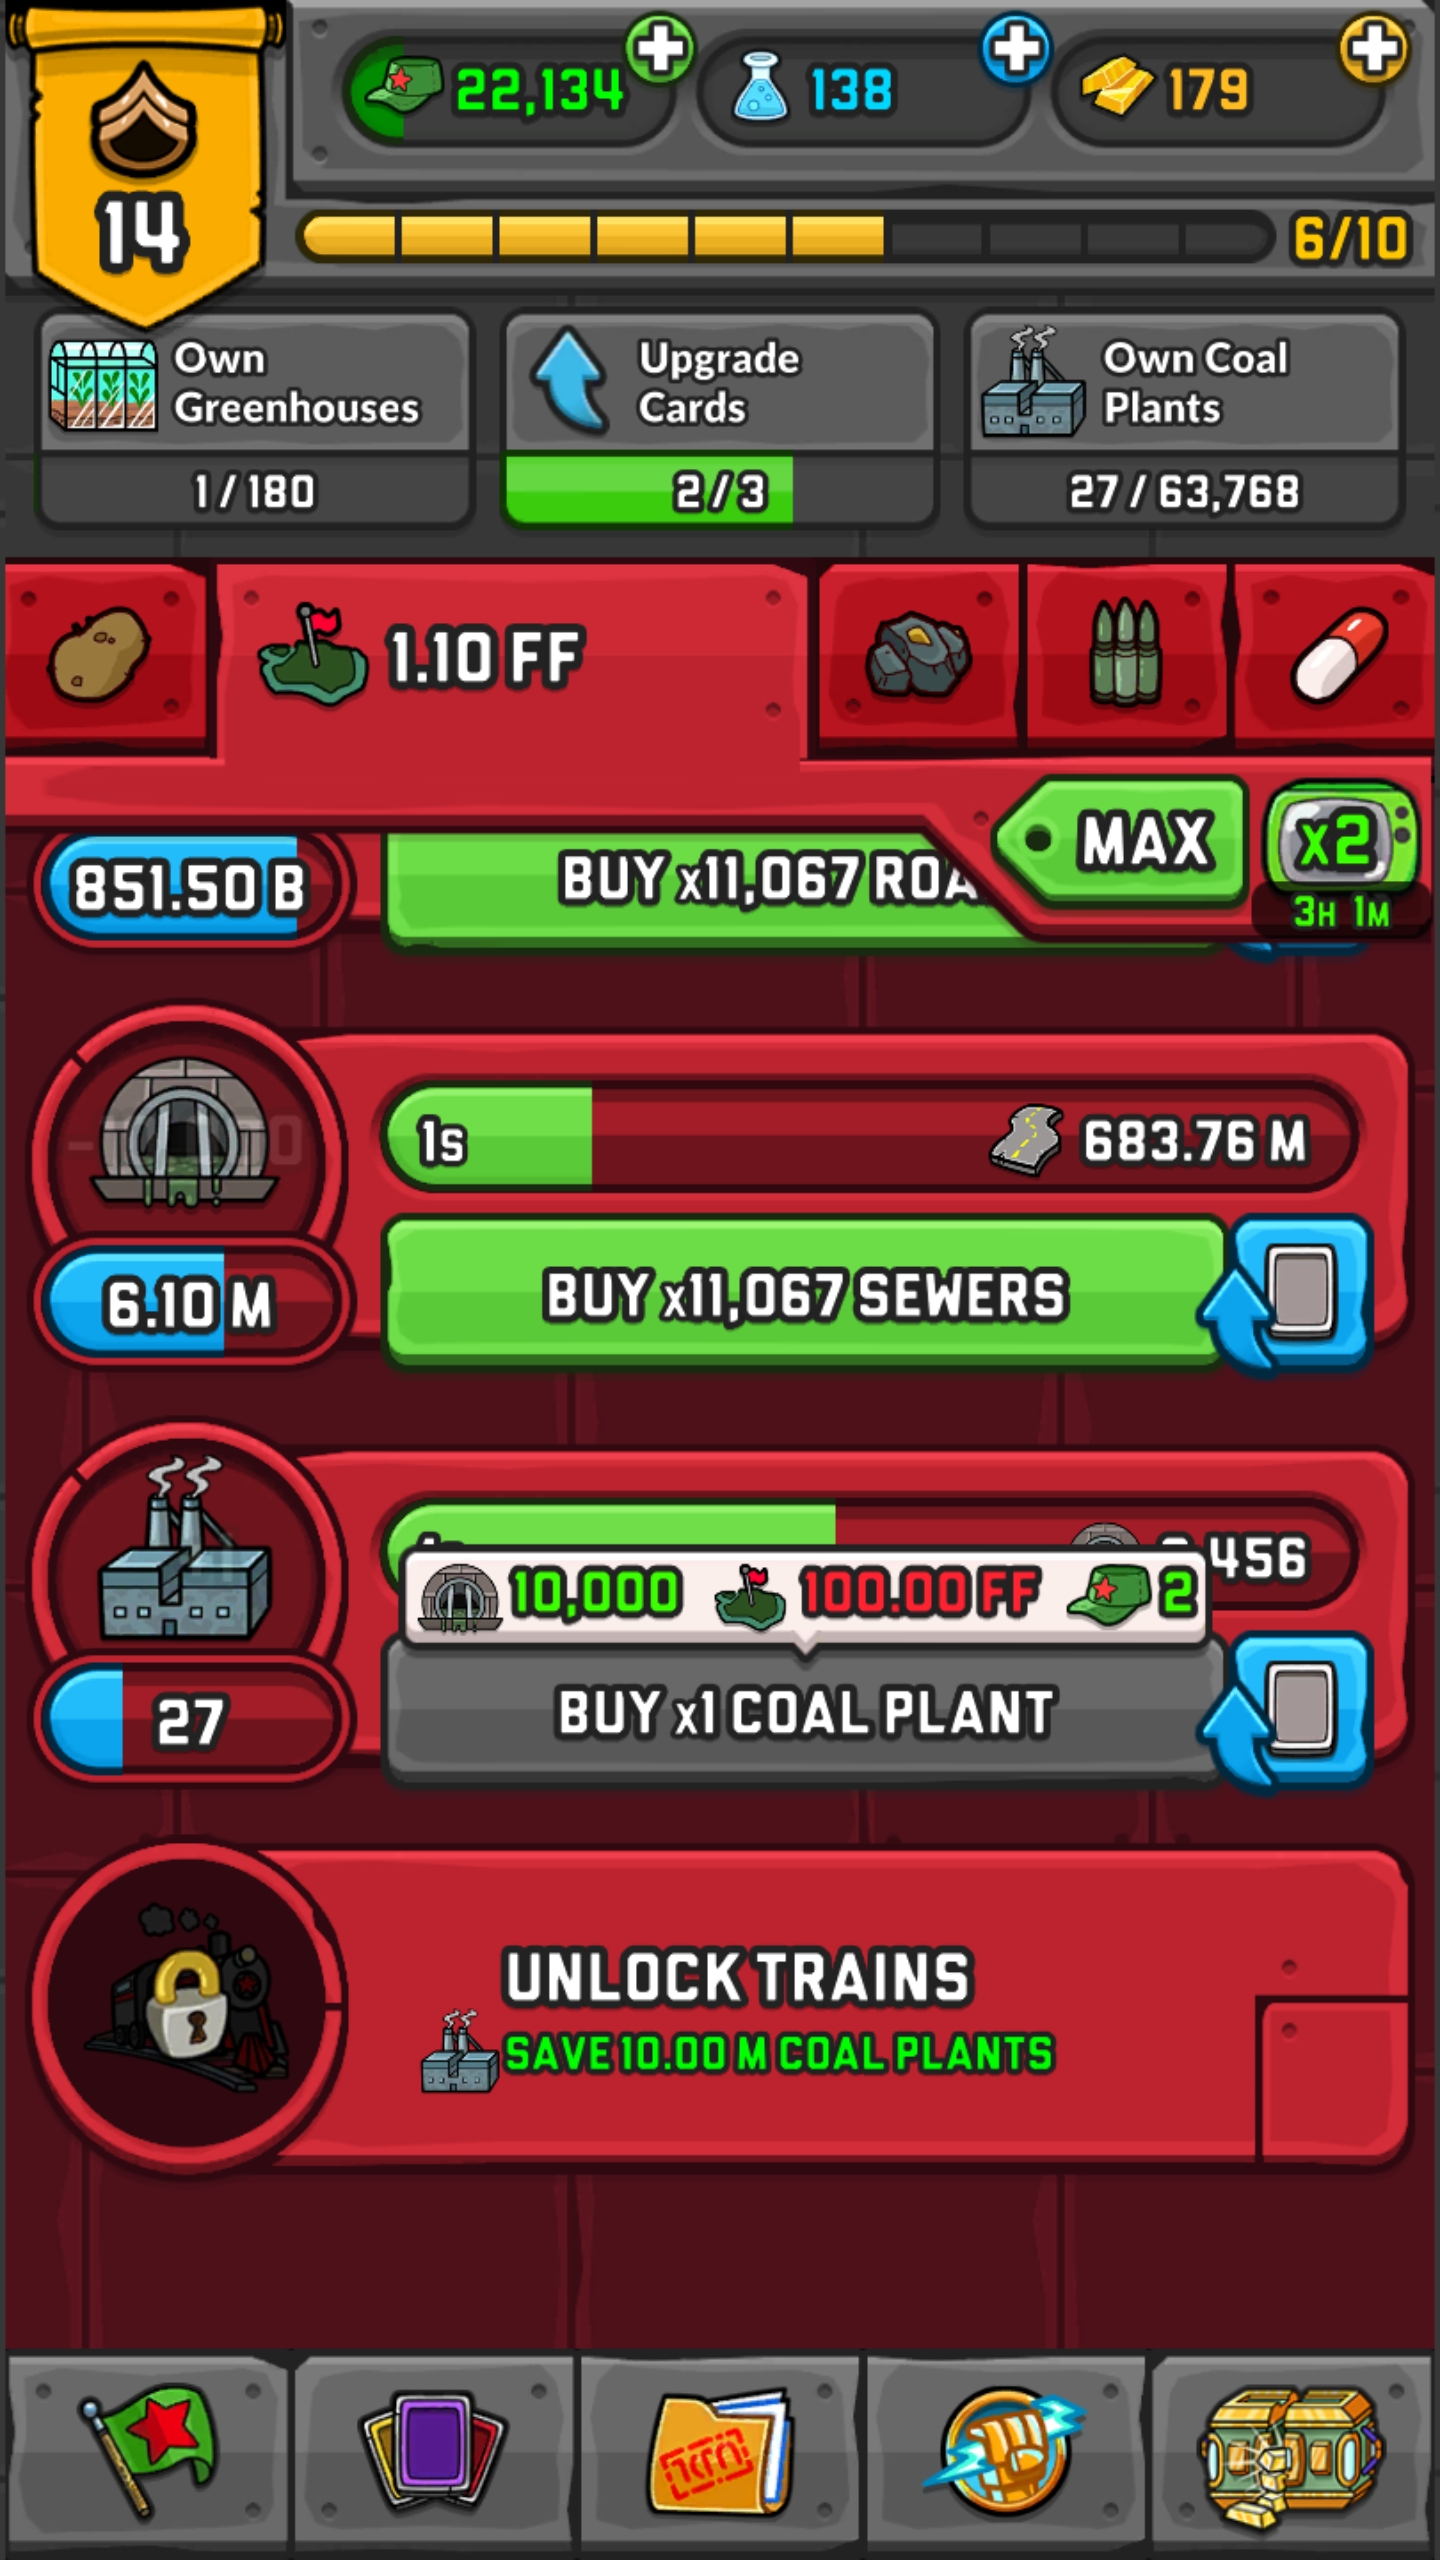 22,134
138
179
14
6/10
Own
Greenhouses
1/180
Upgrade
Cards
2/3
Own Coal
Plants
27/63,768
1.10 FF
MAX
x2
3H 1M
851.50 B
BUY x11,067
1s
683.76 M
6.10 M
BUY x11,067 SEWERS
456
10,000
100.00 FF
2
27
BUY x1 COAL PLANT
UNLOCK TRAINS
SAVE 10.00 M COAL PLANTS